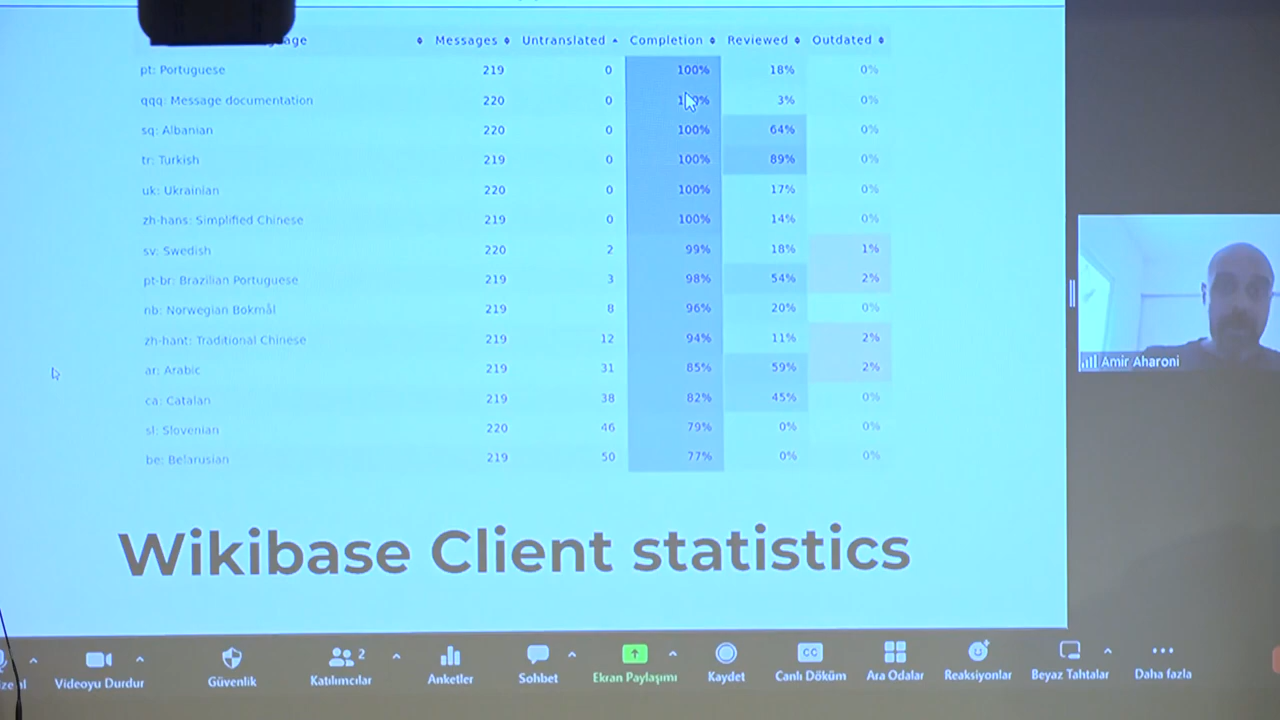 Messages Untranslated Completion Reviewed Outdated
pt: Portuguese 219 0 100% 18% 0%
qqq: Message documentation 220 0 3% 0%
sq: Albanian 220 0 100% 64% 0%
tr: Turkish 219 0 100% 89% 0%
uk: Ukrainian 220 0 100% 17% 0%
zh-hans: Simplified Chinese 219 0 100% 14% 0%
sv: Swedish 220 2 99% 18% 1%
pt-br: Brazilian Portuguese 219 3 98% 54% 2%
nb: Norwegian Bokmål 219 8 96% 20% 0%
zh-hant: Traditional Chinese 219 12 94% 11% 2%
ar: Arabic 219 31 85% 59% 2%
ca: Catalan 219 38 82% 45% 0%
sl: Slovenian 220 46 79% 0% 0%
be: Belarusian 219 50 77% 0% 0%
Wikibase Client statistics
Amir Aharoni
2
CC
Videoyu Durdur Güvenlik Katılımcılar Anketler Sohbet Ekran Paylaşımı Kaydet Canlı Döküm Ara Odalar Reaksiyonlar Beyaz Tahtalar Daha fazla